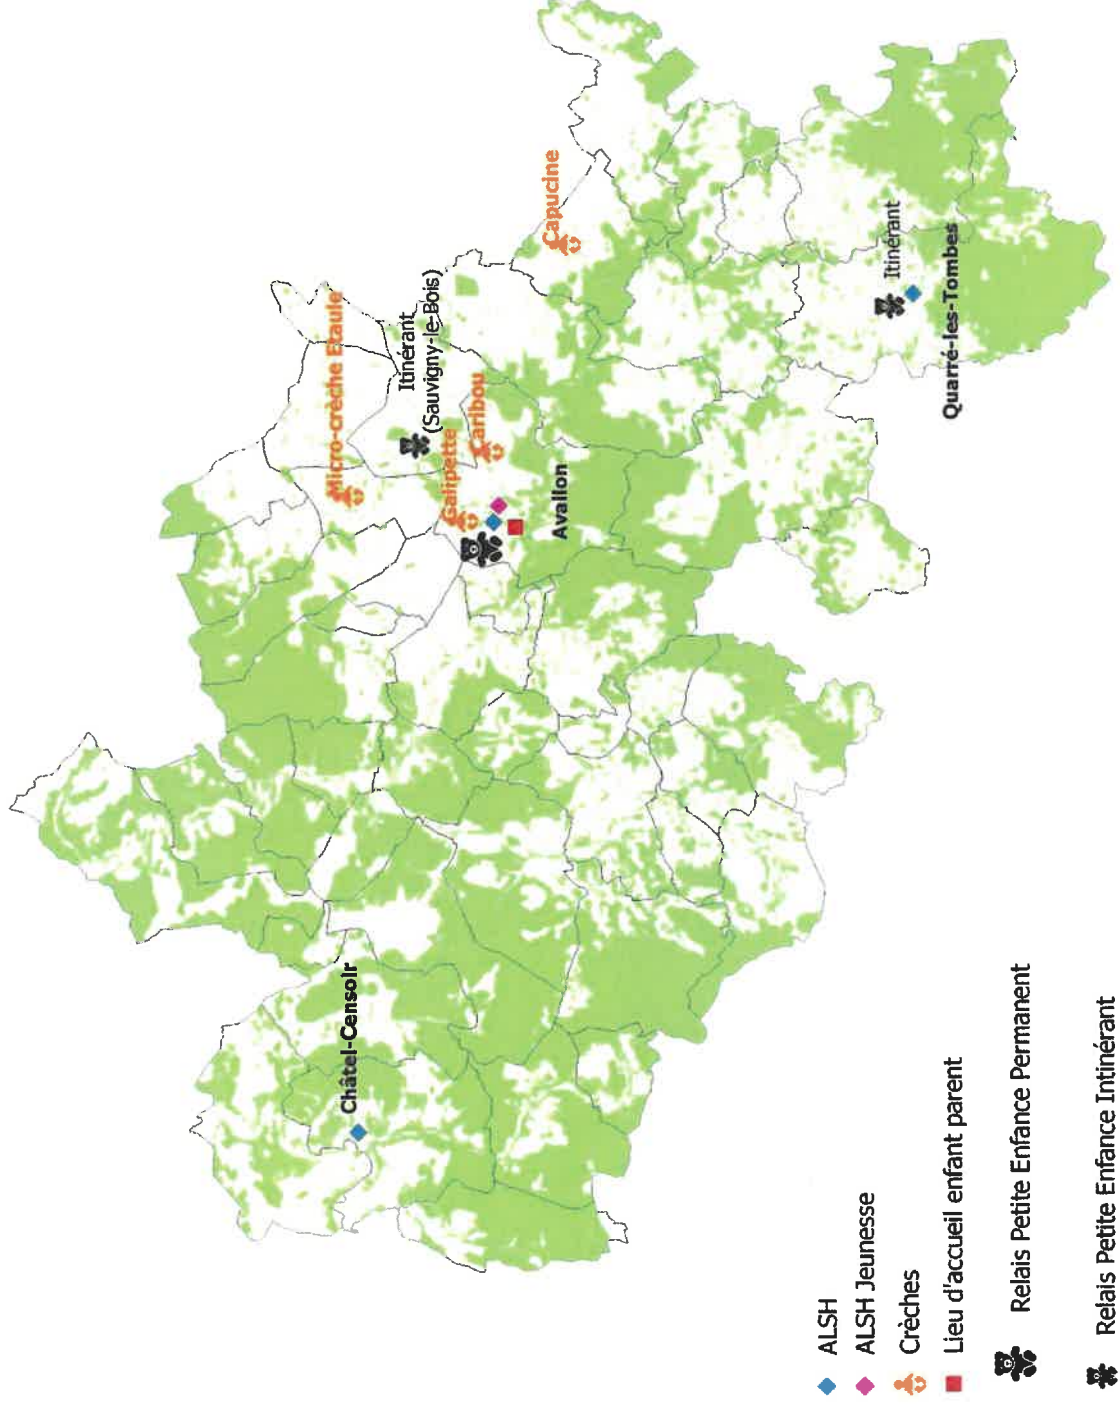 Micro-crèche Etaule
Itinérant
(Sauvigny-le-Bois)
Capucine
Galipette
Caribou
Avallon
Châtel-Censoir
Itinérant
Quarré-les-Tombes
ALSH
ALSH Jeunesse
Crèches
Lieu d'accueil enfant parent
Relais Petite Enfance Permanent
Relais Petite Enfance Intinérant